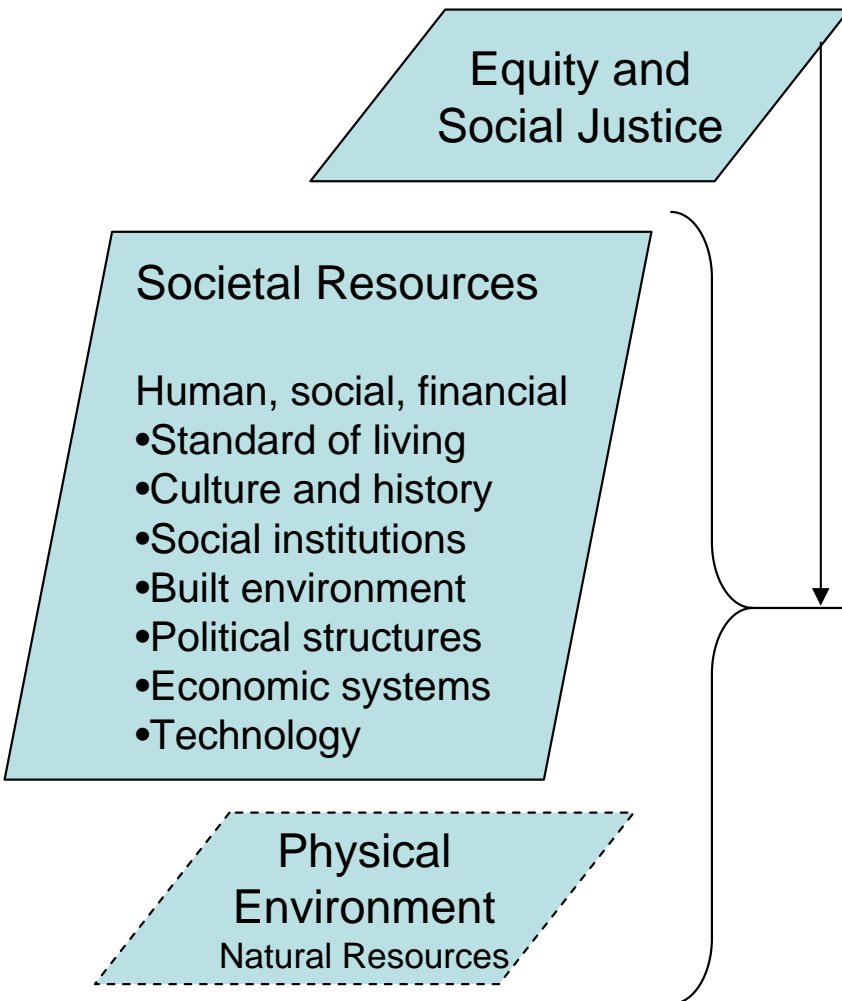 Equity and
Social Justice
Societal Resources
Human, social, financial
•Standard of living
•Culture and history
•Social institutions
•Built environment
•Political structures
•Economic systems
•Technology
Physical
Environment
Natural Resources